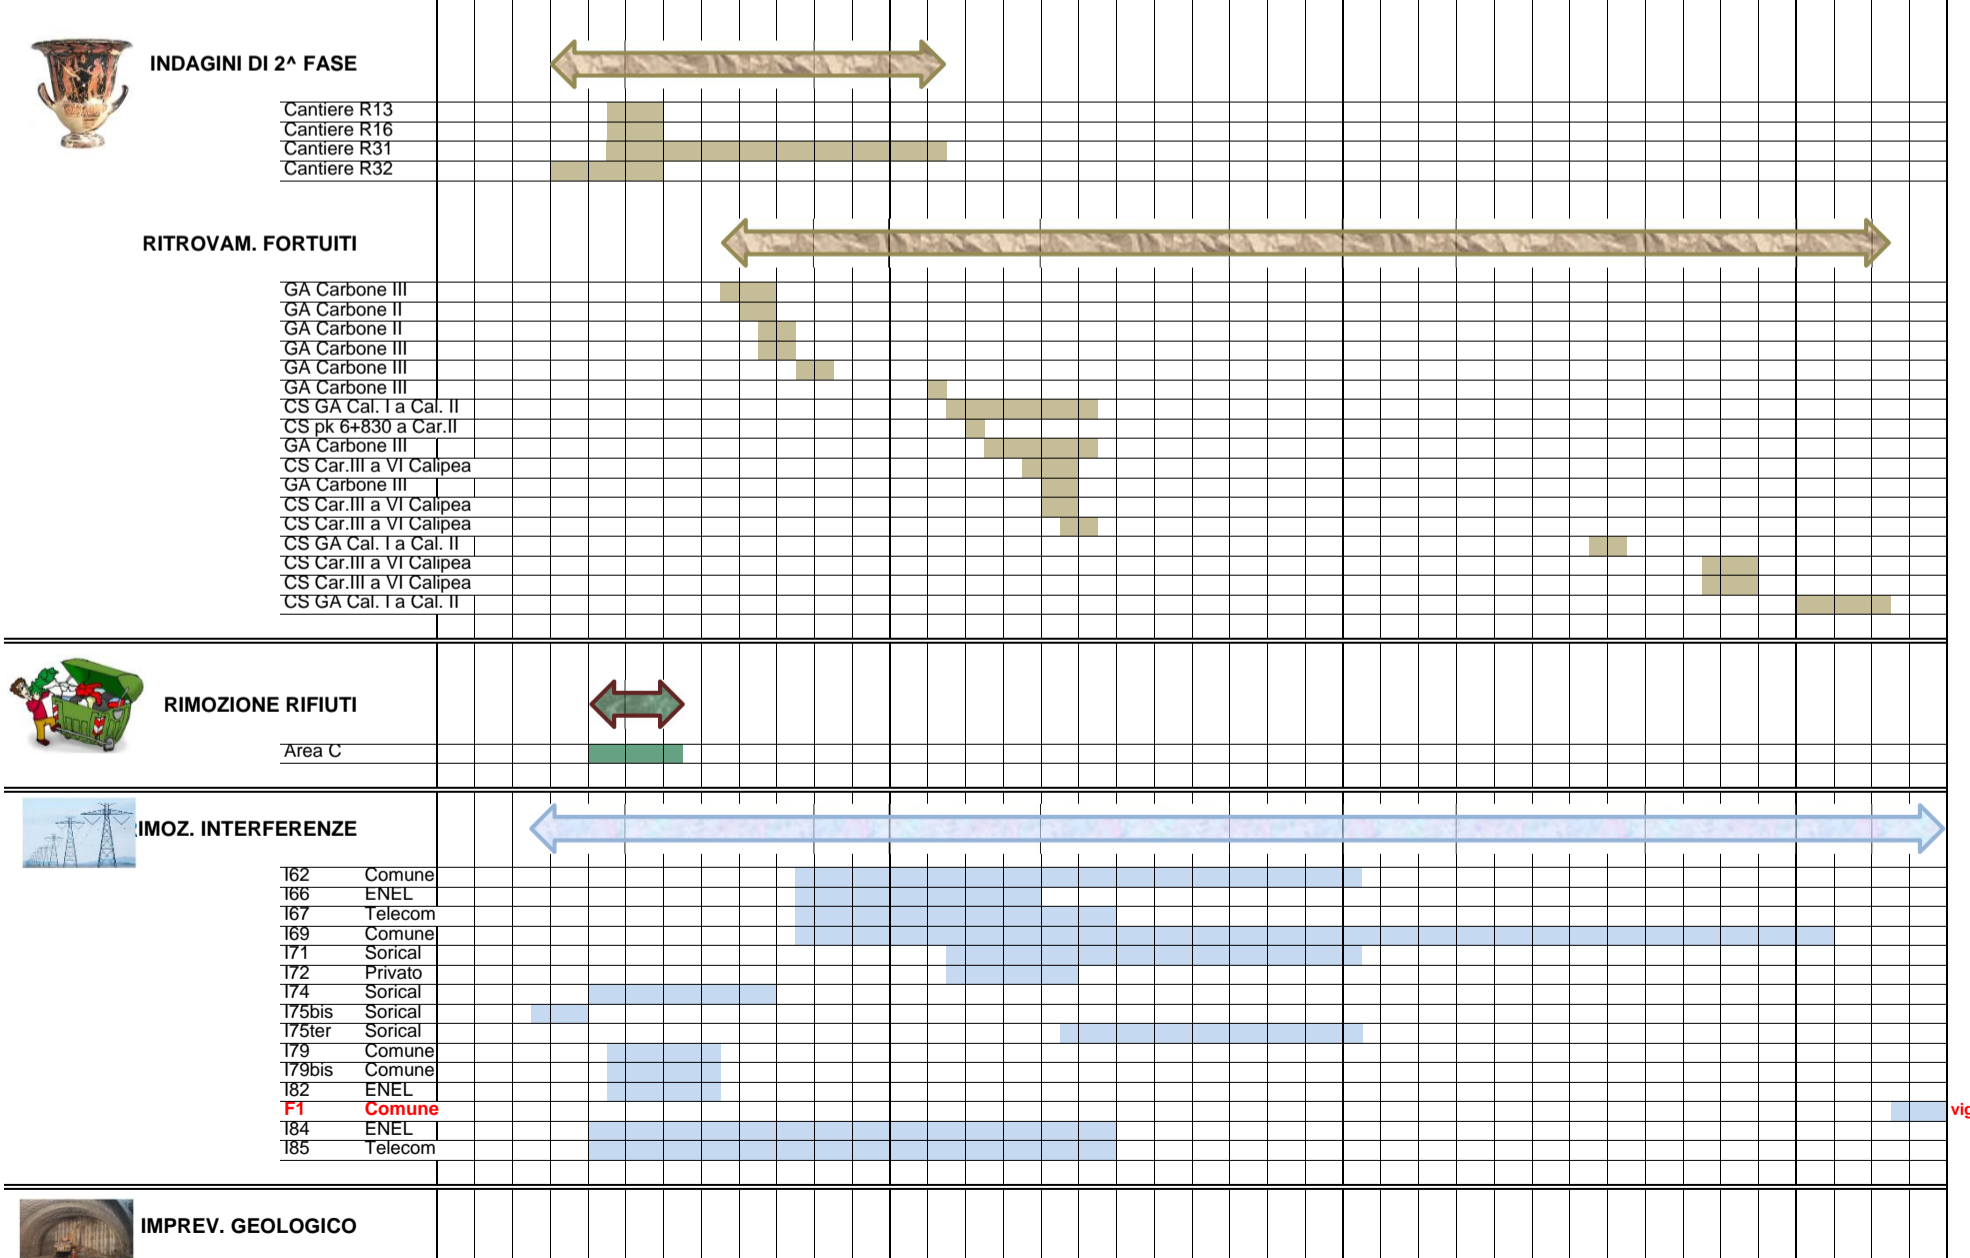 INDAGINI DI 2^ FASE
Cantiere R13
Cantiere R16
Cantiere R31
Cantiere R32
RITROVAM. FORTUITI
GA Carbone III
GA Carbone II
GA Carbone II
GA Carbone III
GA Carbone III
GA Carbone III
CS GA Cal. I a Cal. II
CS pk 6+830 a Car.II
GA Carbone III
CS Car.III a VI Calipea
GA Carbone III
CS Car.III a VI Calipea
CS Car.III a VI Calipea
CS GA Cal. I a Cal. II
CS Car.III a VI Calipea
CS Car.III a VI Calipea
CS GA Cal. I a Cal. II
RIMOZIONE RIFIUTI
Area C
IMOZ. INTERFERENZE
I62 Comune
I66 ENEL
I67 Telecom
I69 Comune
I71 Sorical
I72 Privato
I74 Sorical
I75bis Sorical
I75ter Sorical
I79 Comune
I79bis Comune
I82 ENEL
F1 Comune
I84 ENEL
I85 Telecom
IMPREV. GEOLOGICO